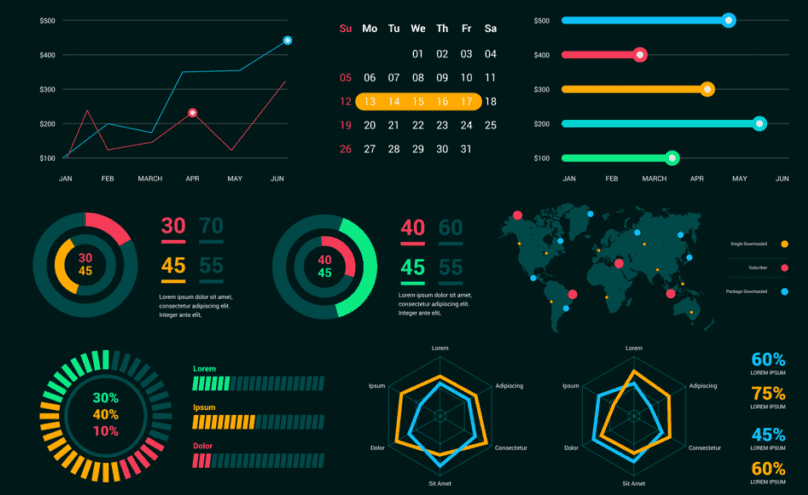 $500
$400
$300
$200
$100
JAN FEB MARCH APR MAY JUN
Su Mo Tu We Th Fr Sa
01 02 03 04
05 06 07 08 09 10 11
12 13 14 15 16 17 18
19 20 21 22 23 24 25
26 27 28 29 30 31
$500
$400
$300
$200
$100
JAN FEB MARCH APR MAY JUN
30
45
30 70
45 55
Lorem ipsum dolor sit amet,
consectetur adipiscing elit.
Integer ante elit,
40
45
40 60
45 55
Lorem ipsum dolor sit amet,
consectetur adipiscing elit.
Integer ante elit,
Single Downloaded
Subcriber
Package Downloaded
30%
40%
10%
Lorem
Ipsum
Dolor
Lorem
Ipsum
Adipiscing
Dolor
Consectetur
Sit Amet
Lorem
Ipsum
Adipiscing
Dolor
Consectetur
Sit Amet
60%
LOREM IPSUM
75%
LOREM IPSUM
45%
LOREM IPSUM
60%
LOREM IPSUM